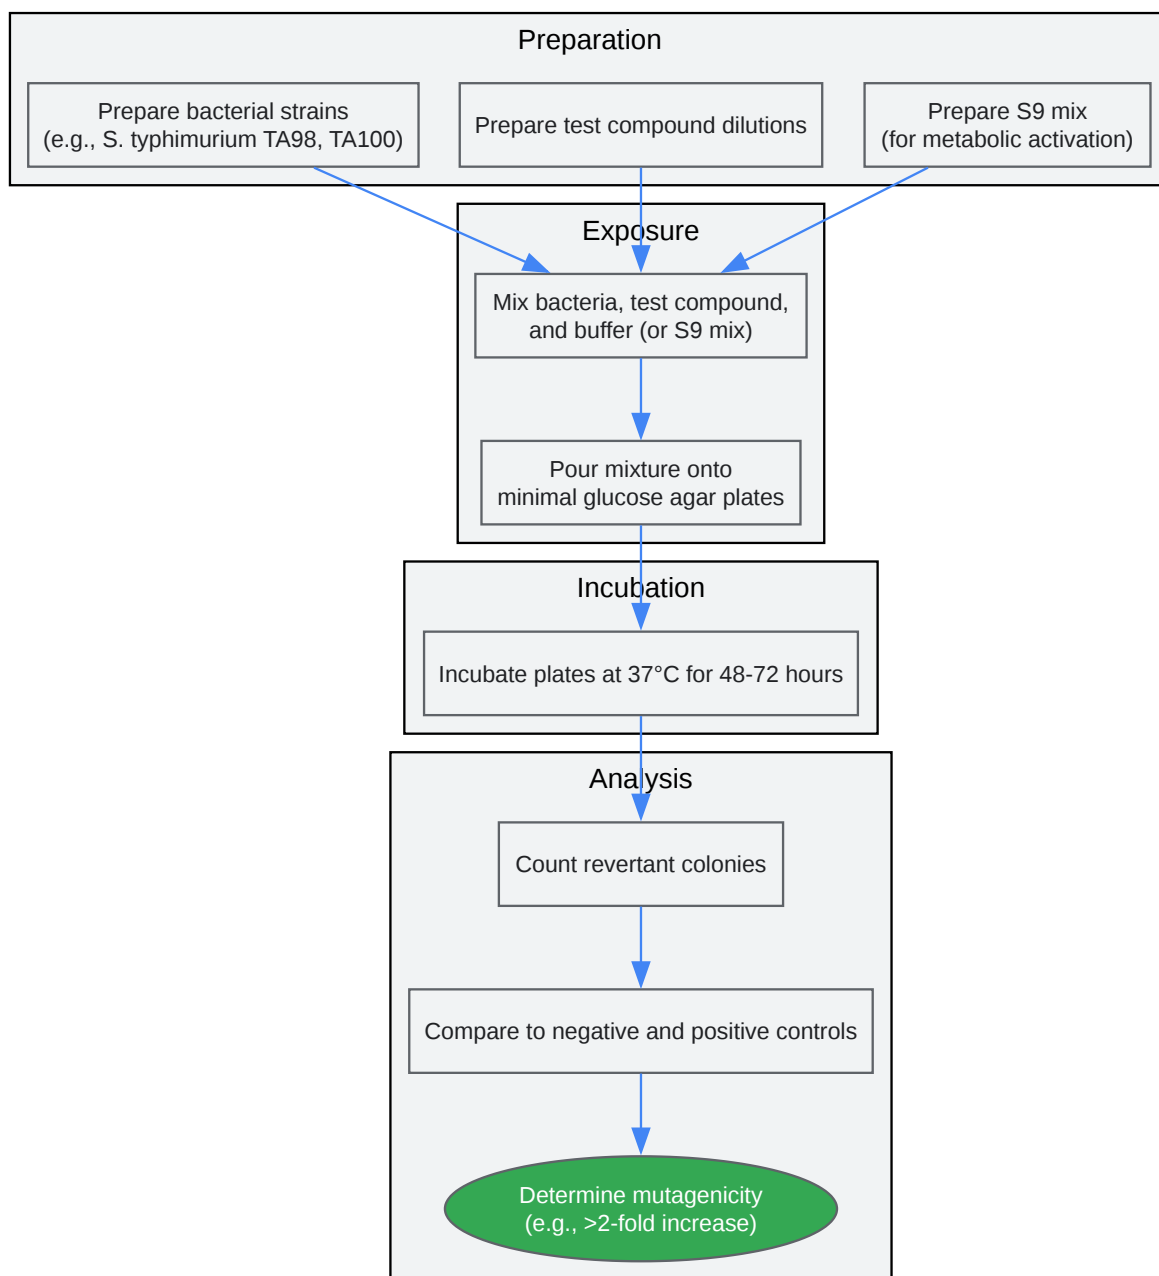 Preparation
Prepare bacterial strains
(e.g., S. typhimurium TA98, TA100)
Prepare test compound dilutions
Prepare S9 mix
(for metabolic activation)
Exposure
Mix bacteria, test compound,
and buffer (or S9 mix)
Pour mixture onto
minimal glucose agar plates
Incubation
Incubate plates at 37°C for 48-72 hours
Analysis
Count revertant colonies
Compare to negative and positive controls
Determine mutagenicity
(e.g., >2-fold increase)